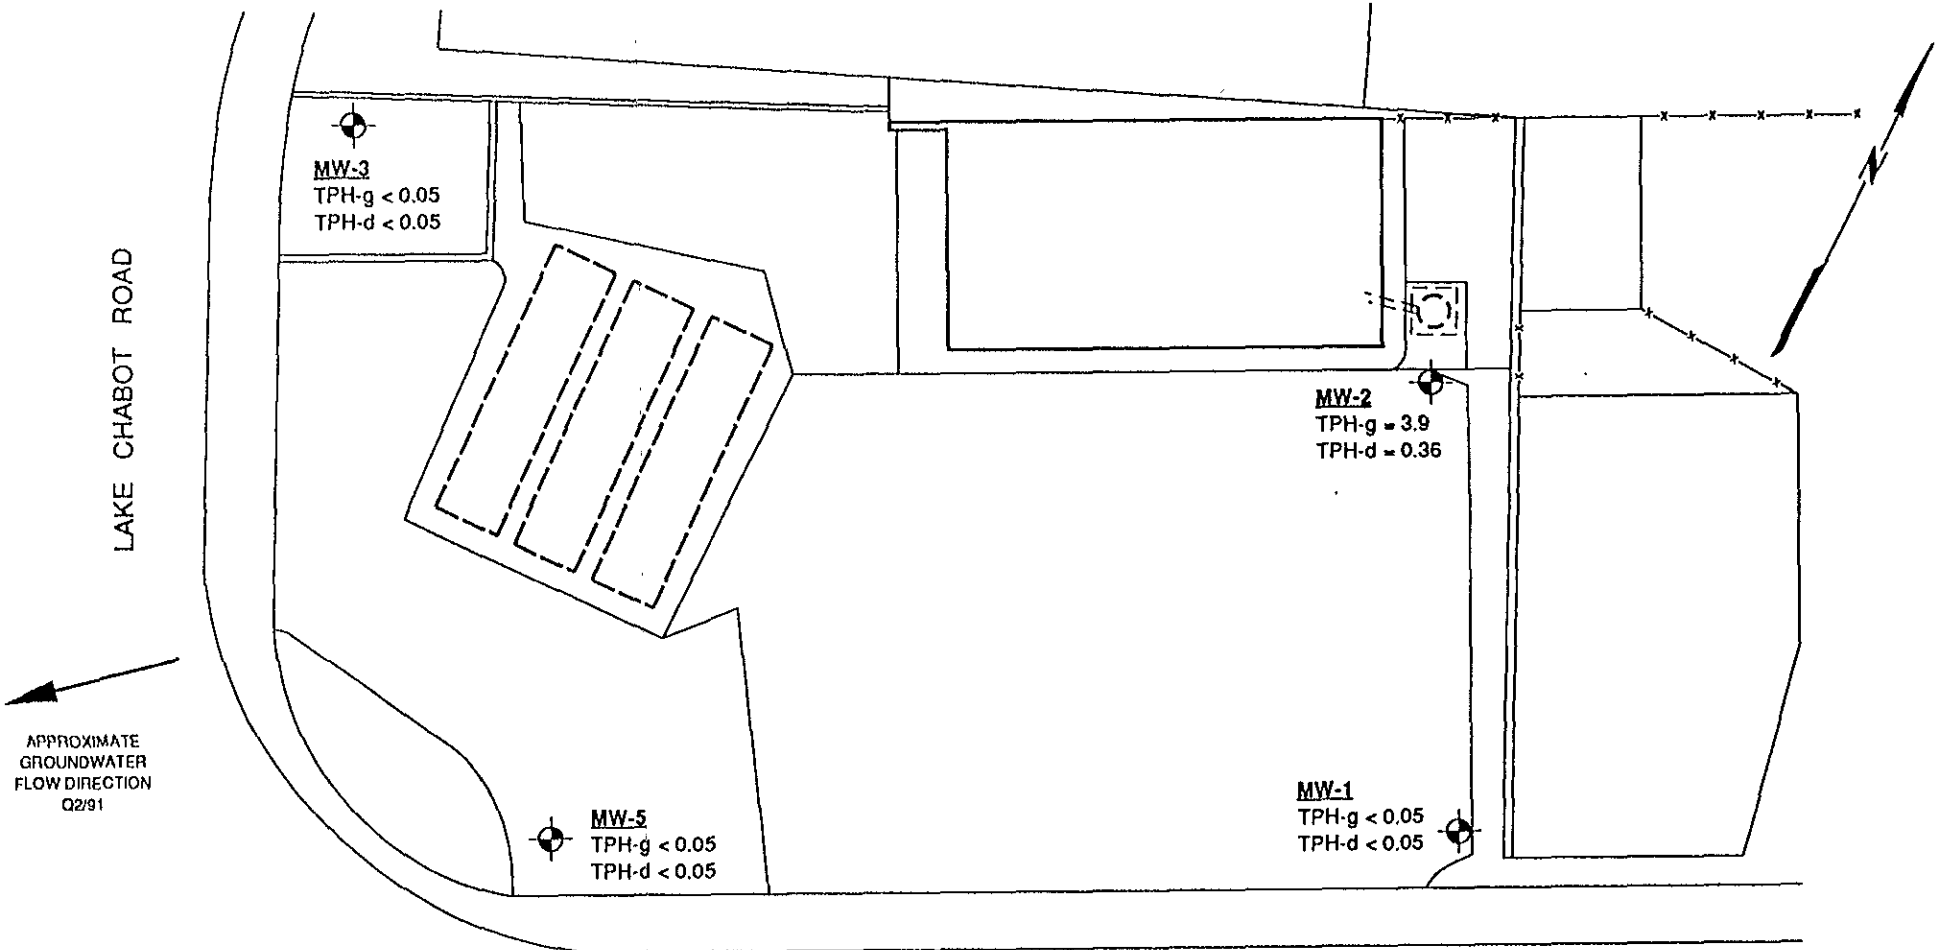 MW-3
TPH-g < 0.05
TPH-d < 0.05
N
LAKE CHABOT ROAD
MW-2
TPH-g = 3.9
TPH-d = 0.36
APPROXIMATE
GROUNDWATER
FLOW DIRECTION
Q2/91
MW-5
TPH-g < 0.05
TPH-d < 0.05
MW-1
TPH-g < 0.05
TPH-d < 0.05